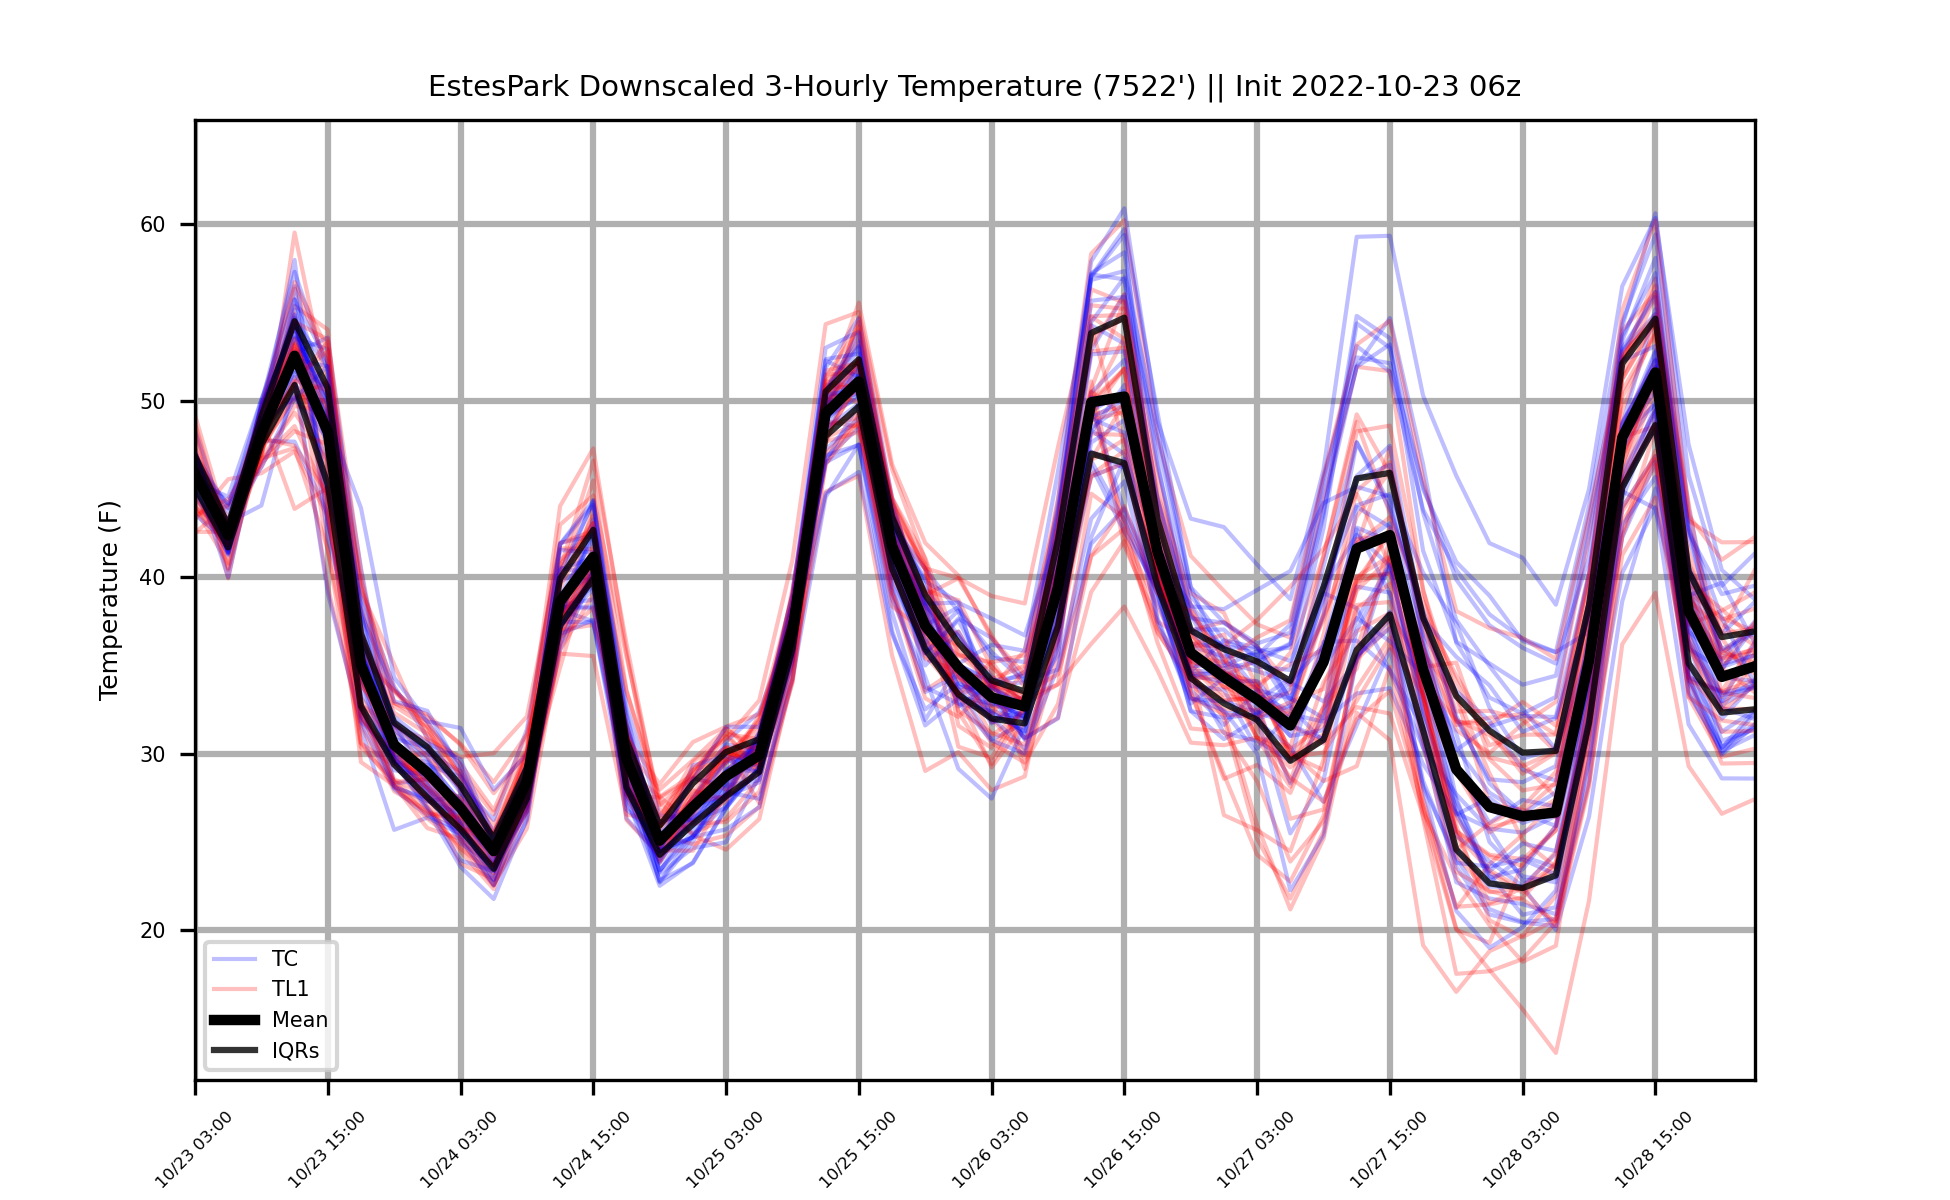 EstesPark Downscaled 3-Hourly Temperature (7522') || Init 2022-10-23 06z
Temperature (F)
60
50
40
30
20
TC
TL1
Mean
IQRs
10/23 03:00
10/23 15:00
10/24 03:00
10/24 15:00
10/25 03:00
10/25 15:00
10/26 03:00
10/26 15:00
10/27 03:00
10/27 15:00
10/28 03:00
10/28 15:00